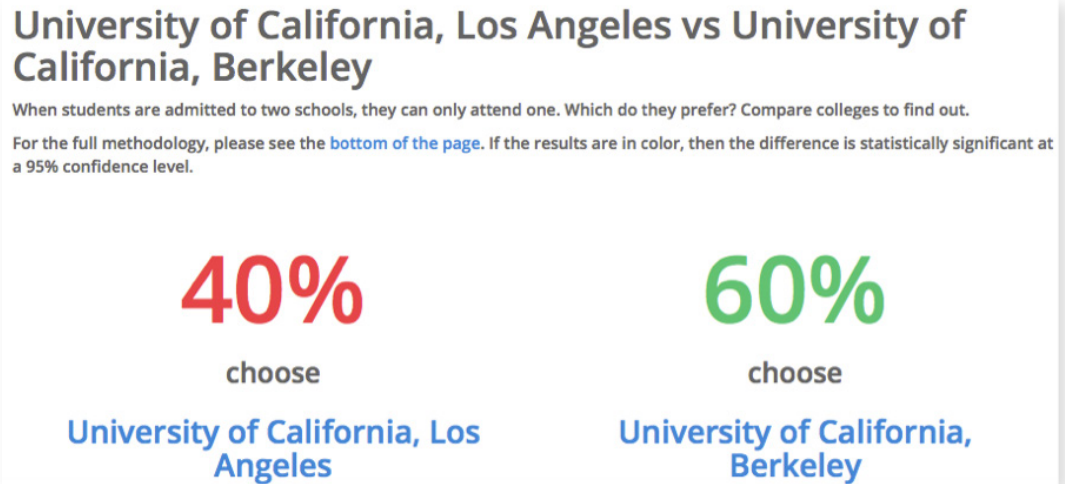 University of California, Los Angeles vs University of
California, Berkeley
When students are admitted to two schools, they can only attend one. Which do they prefer? Compare colleges to find out.
For the full methodology, please see the bottom of the page. If the results are in color, then the difference is statistically significant at
a 95% confidence level.
40%
choose
University of California, Los
Angeles
60%
choose
University of California,
Berkeley